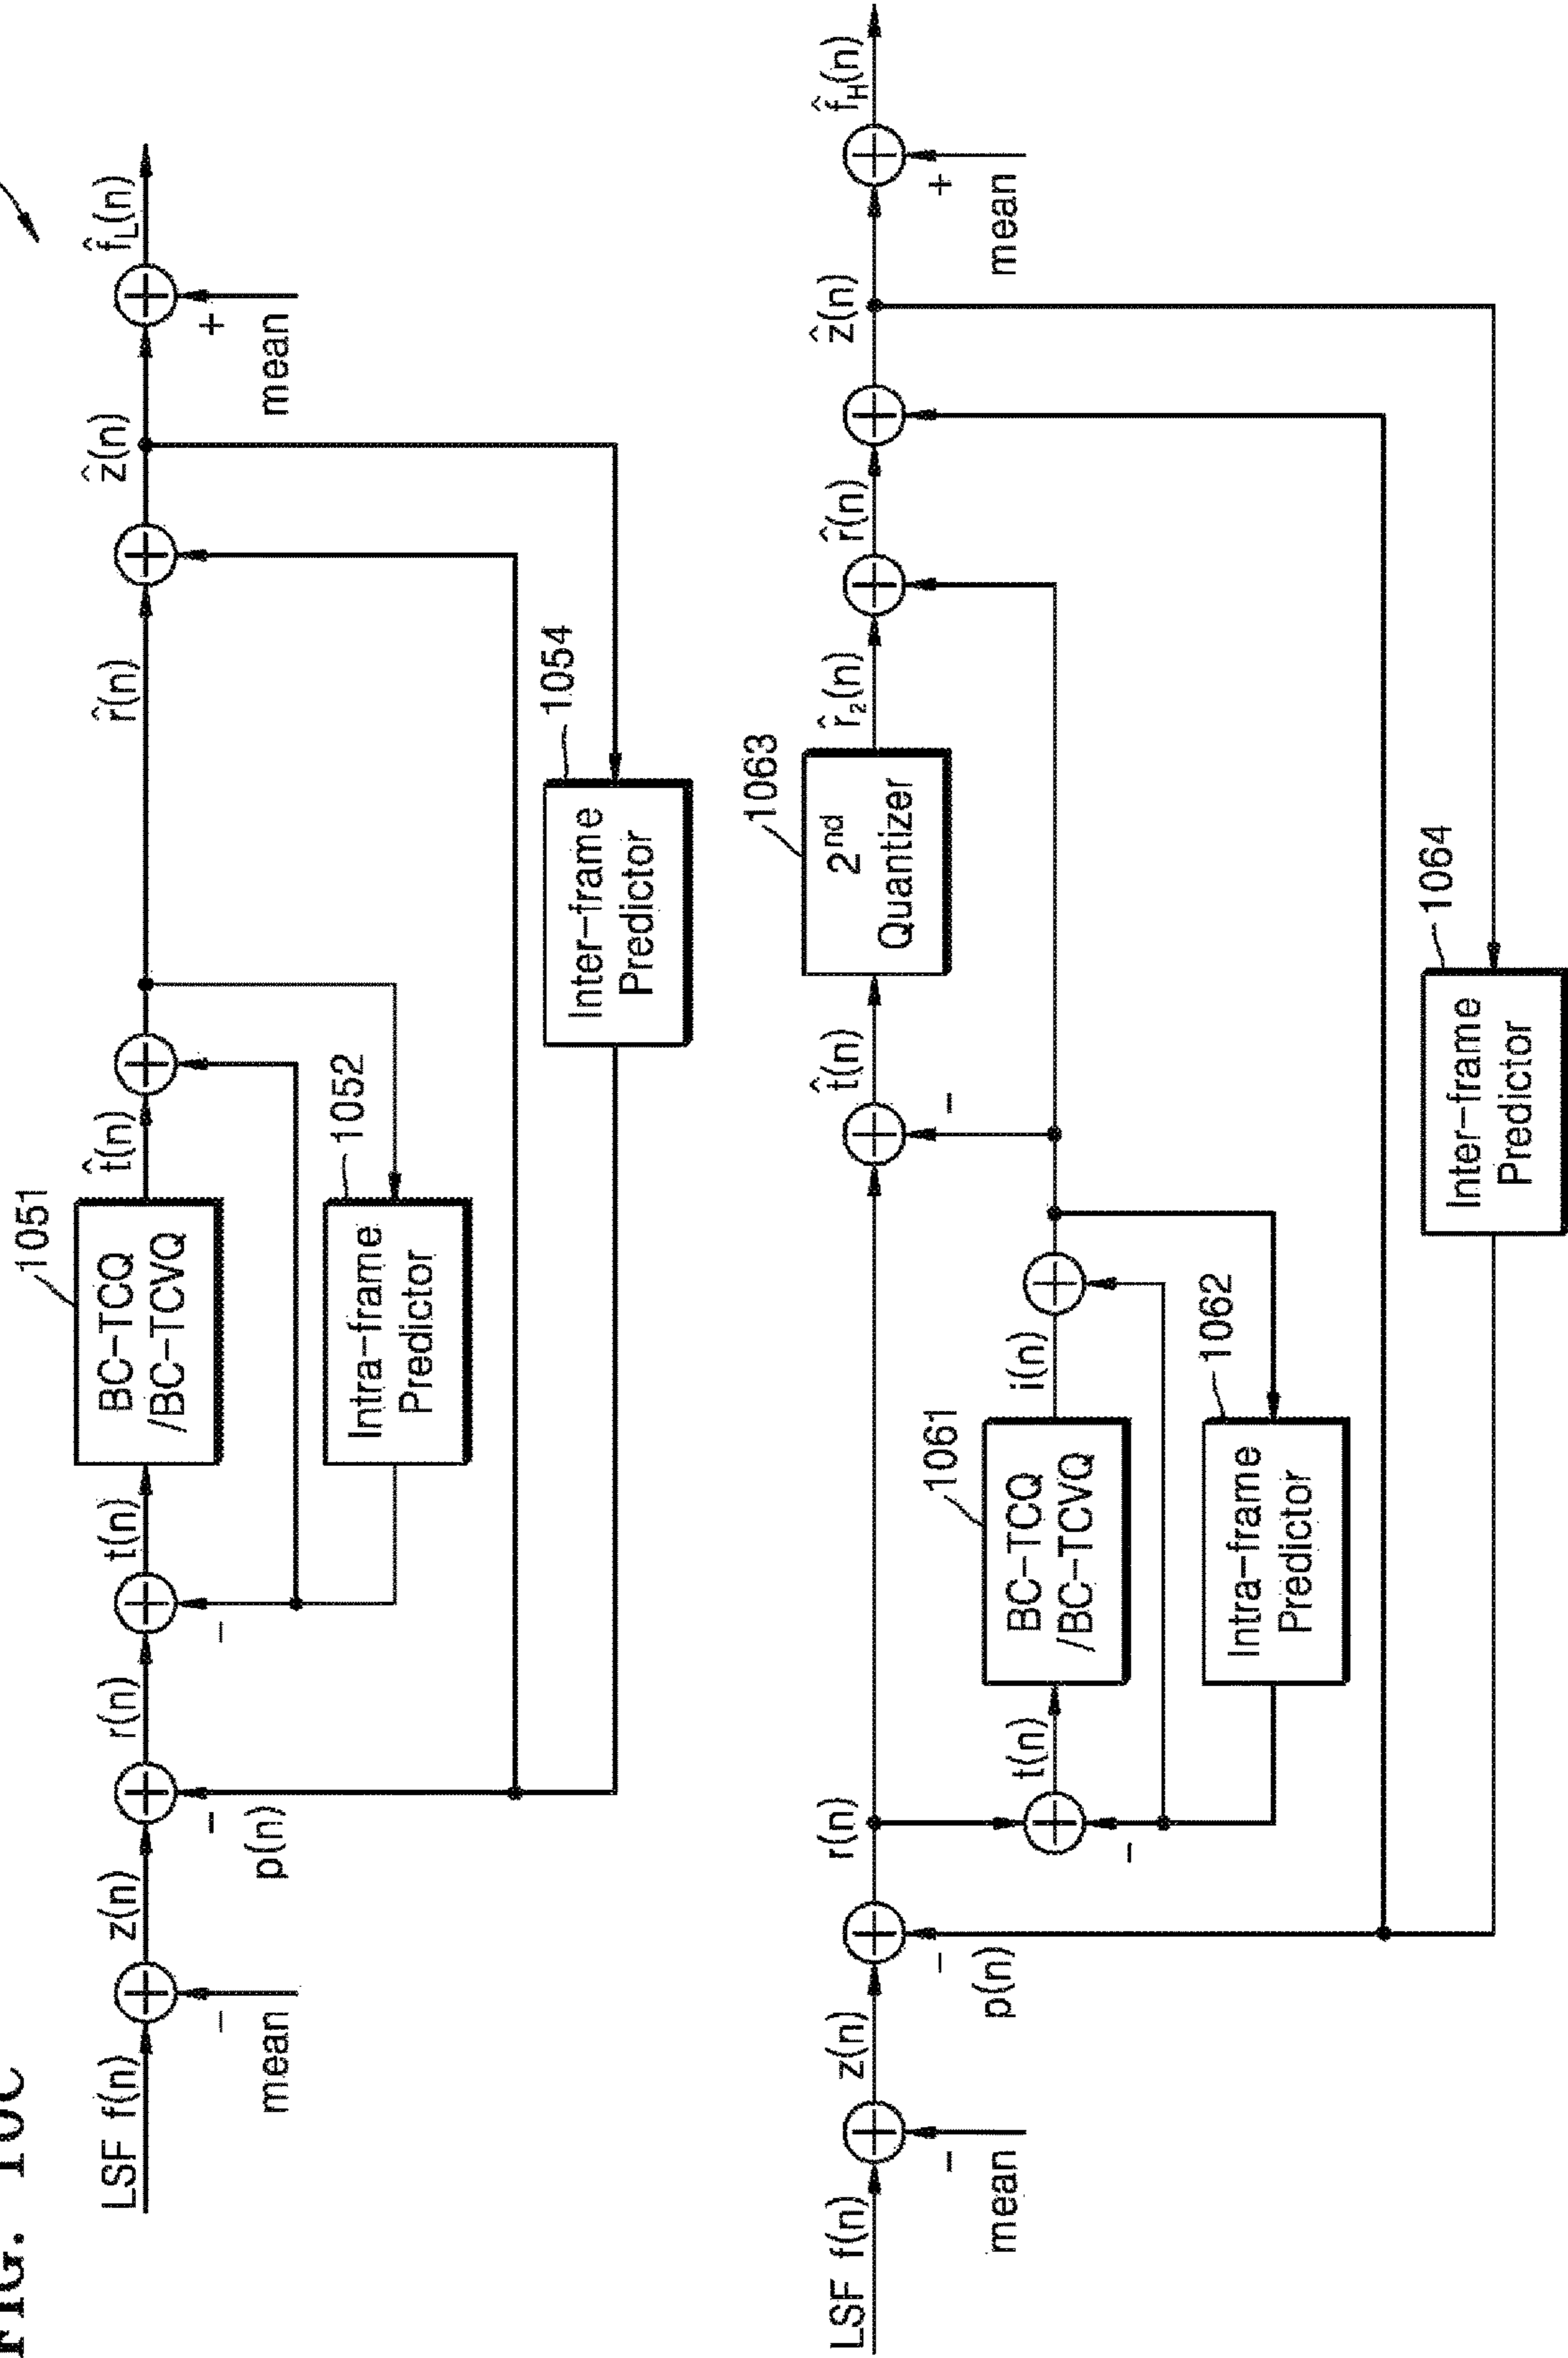 FIG. 10C
LSF f(n)
mean
−
z(n)
−
p(n)
r(n)
−
t(n)
1051
BC-TCQ
/BC-TCVQ
t̂(n)
1052
Intra-frame
Predictor
r̂(n)
1054
Inter-frame
Predictor
ẑ(n)
+
mean
f̂L(n)
LSF f(n)
−
mean
z(n)
−
p(n)
r(n)
−
t(n)
1061
BC-TCQ
/BC-TCVQ
i(n)
1062
Intra-frame
Predictor
−
t̂(n)
1063
2nd
Quantizer
r̂2(n)
r̂(n)
1064
Inter-frame
Predictor
ẑ(n)
+
mean
f̂H(n)